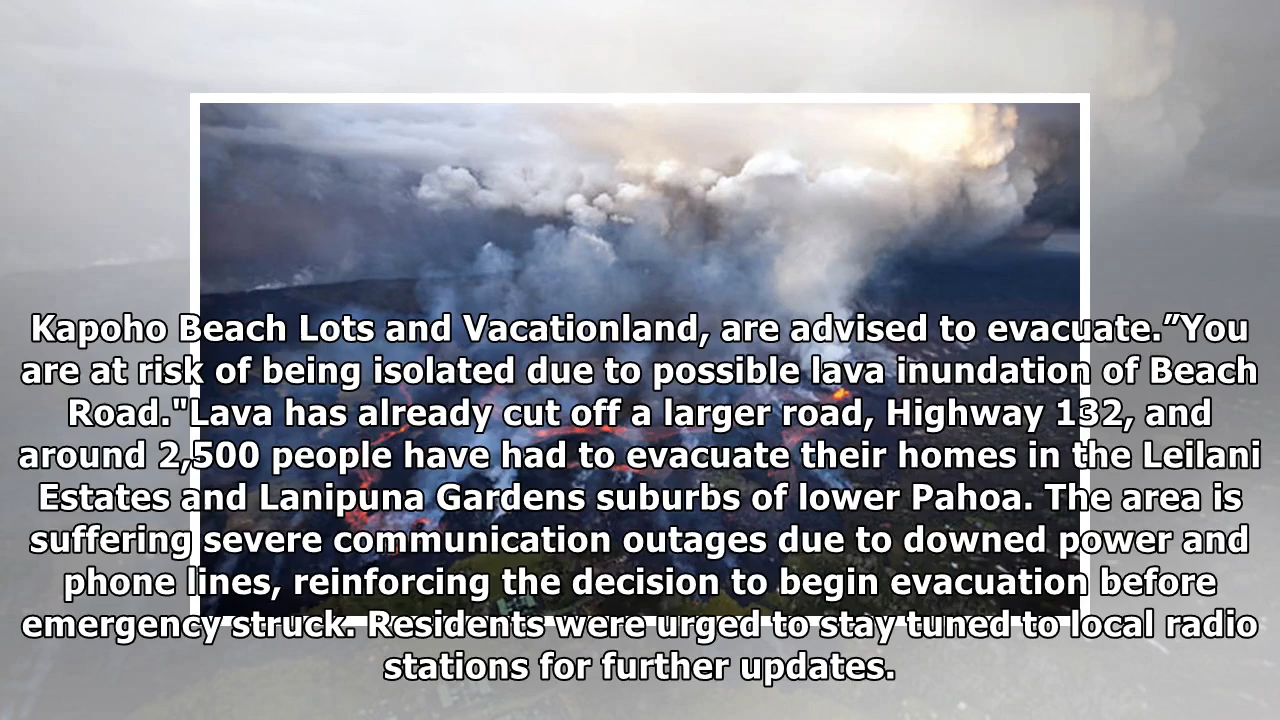 Kapoho Beach Lots and Vacationland, are advised to evacuate.”You
are at risk of being isolated due to possible lava inundation of Beach
Road."Lava has already cut off a larger road, Highway 132, and
around 2,500 people have had to evacuate their homes in the Leilani
Estates and Lanipuna Gardens suburbs of lower Pahoa. The area is
suffering severe communication outages due to downed power and
phone lines, reinforcing the decision to begin evacuation before
emergency struck. Residents were urged to stay tuned to local radio
stations for further updates.